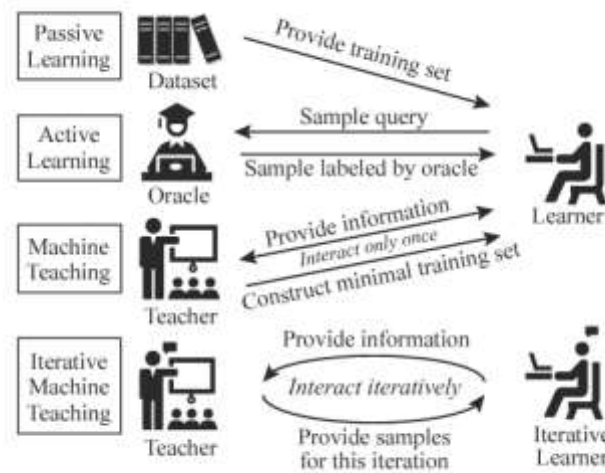 Passive
Learning
Dataset
Provide training set
Active
Learning
Oracle
Sample query
Sample labeled by oracle
Learner
Machine
Teaching
Teacher
Provide information
Interact only once
Construct minimal training set
Iterative
Machine
Teaching
Teacher
Provide information
Interact iteratively
Provide samples
for this iteration
Iterative
Learner